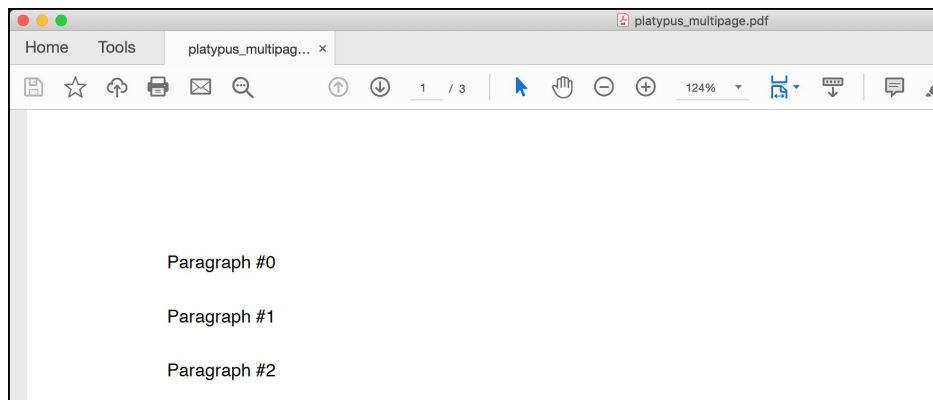 platypus_multipage.pdf
Home Tools platypus_multipag... ×
1 / 3 124%
Paragraph #0
Paragraph #1
Paragraph #2